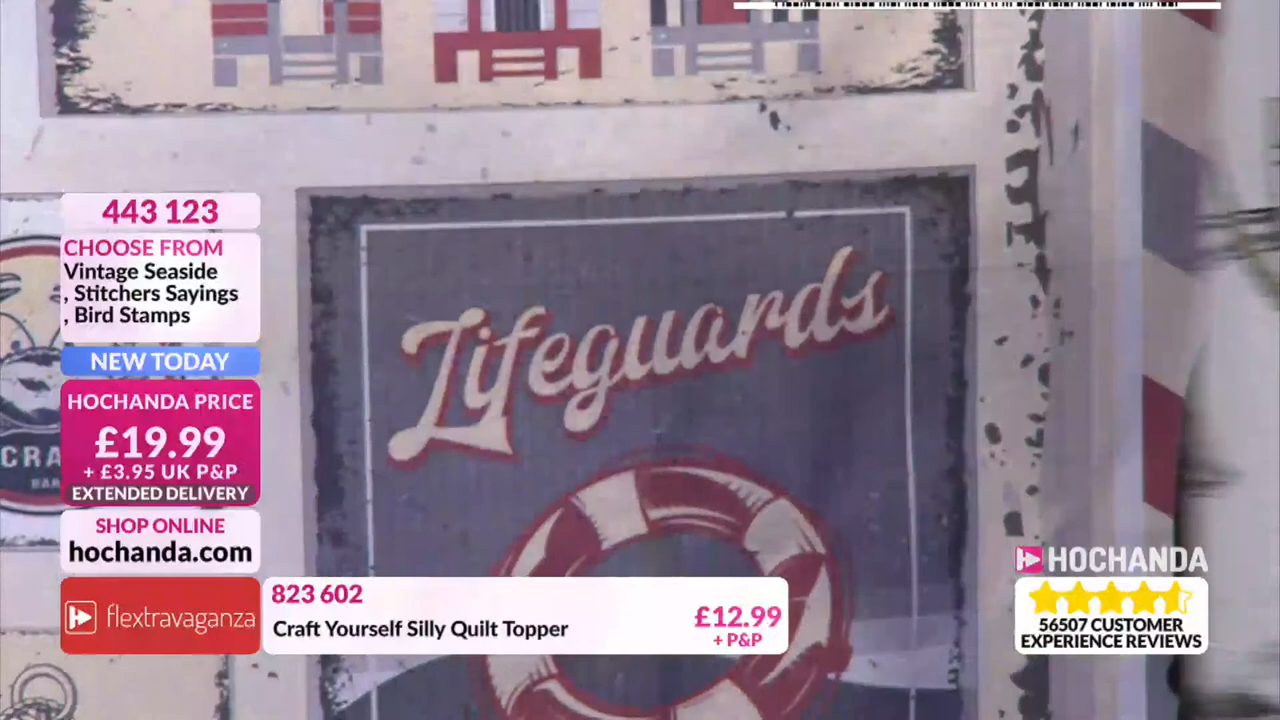 443 123
CHOOSE FROM
Vintage Seaside
, Stitchers Sayings
, Bird Stamps
NEW TODAY
HOCHANDA PRICE
£19.99
+ £3.95 UK P&P
EXTENDED DELIVERY
SHOP ONLINE
hochanda.com
flextravaganza
823 602
Craft Yourself Silly Quilt Topper
£12.99
+ P&P
Lifeguards
CRA
BAR
HOCHANDA
56507 CUSTOMER
EXPERIENCE REVIEWS